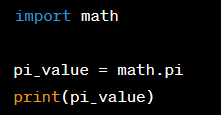 import math
pi_value = math.pi
print(pi_value)